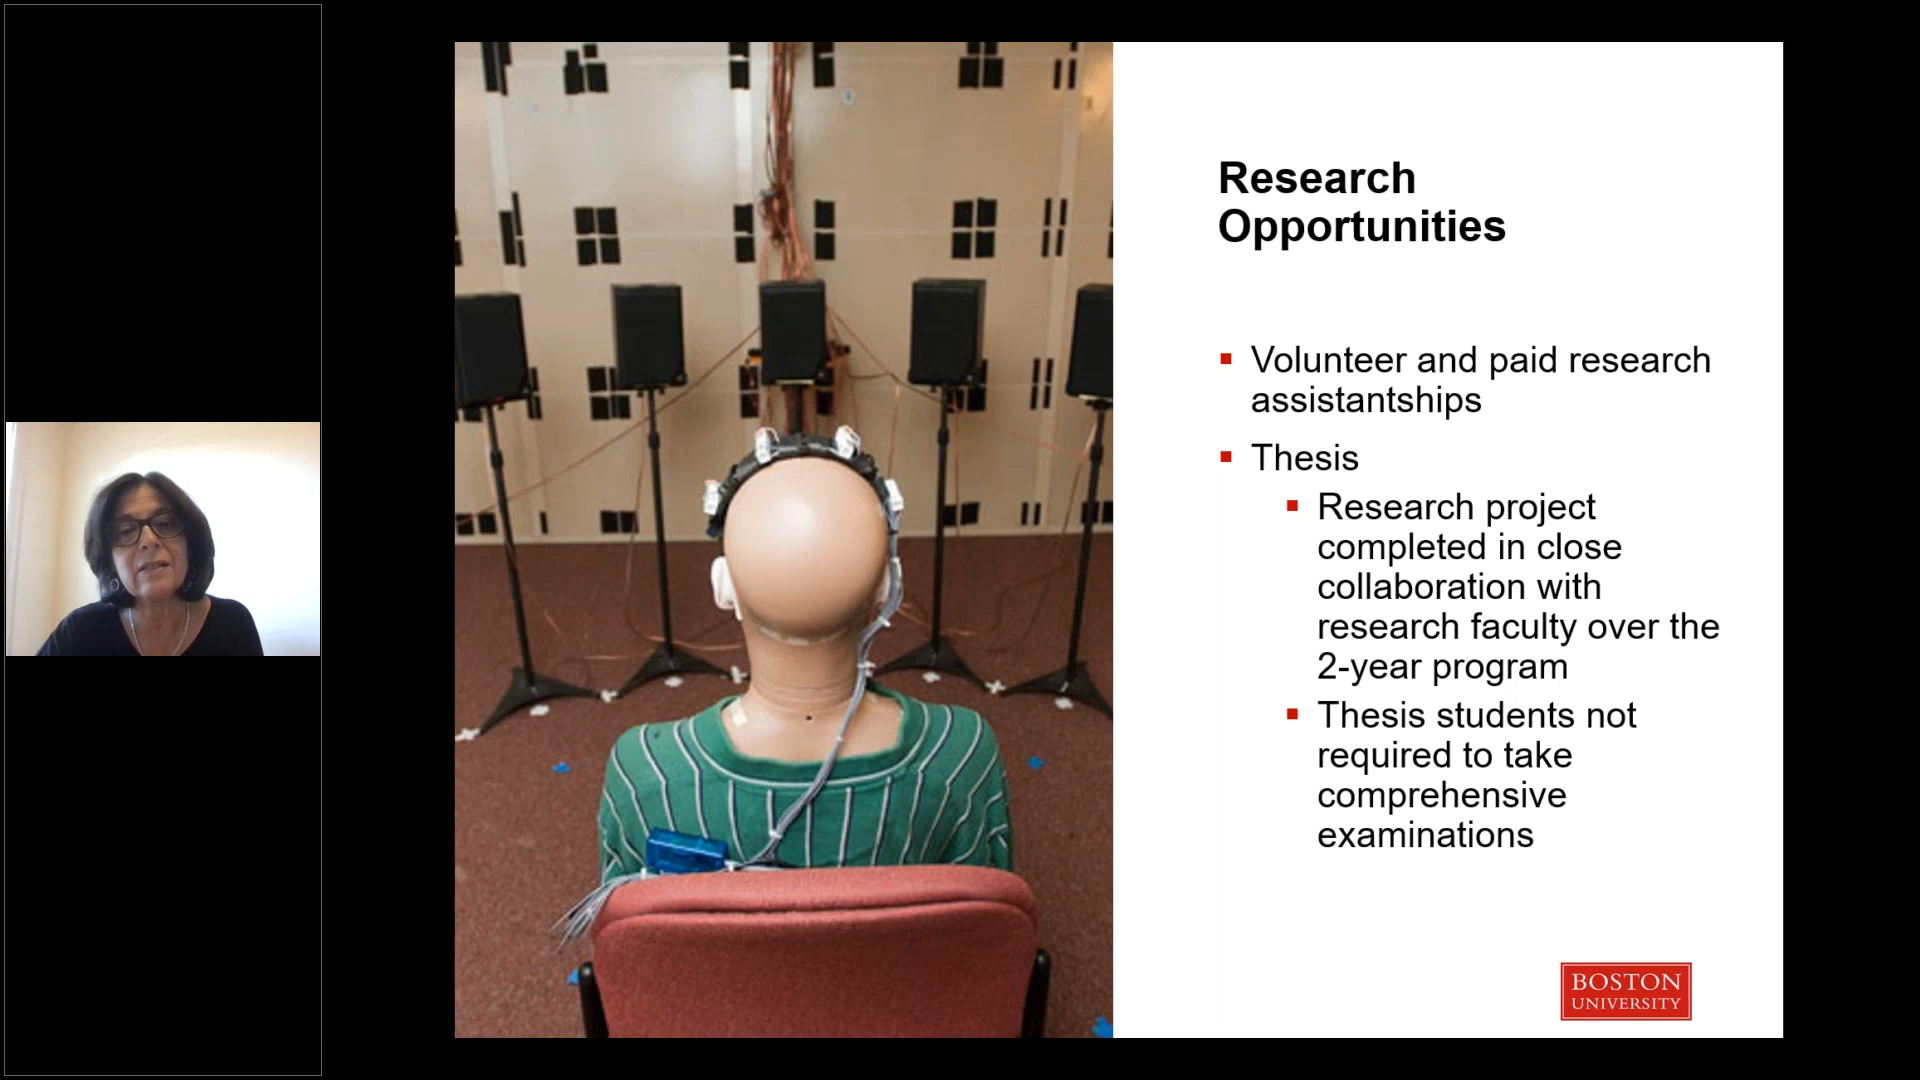 Research
Opportunities
Volunteer and paid research
assistantships
Thesis
Research project
completed in close
collaboration with
research faculty over the
2-year program
Thesis students not
required to take
comprehensive
examinations
BOSTON
UNIVERSITY